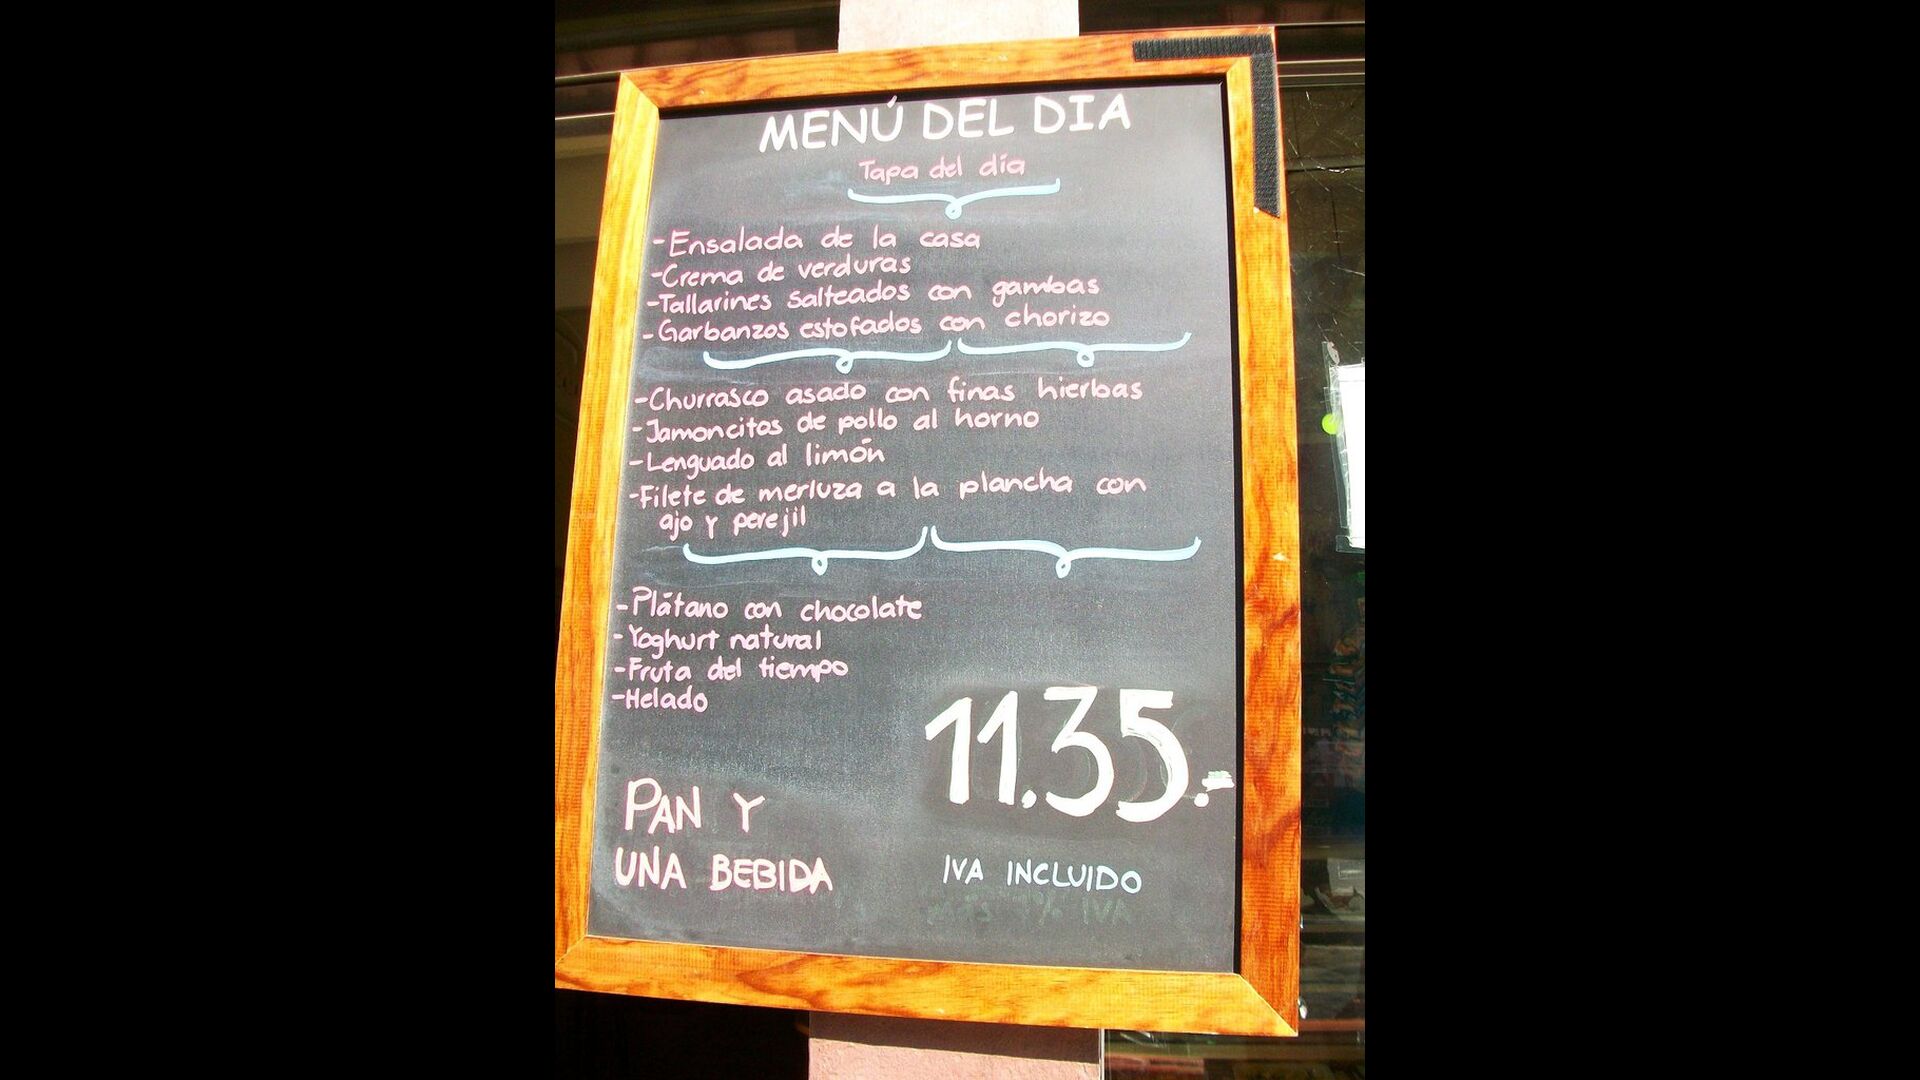 MENÚ DEL DIA
Tapa del día
-Ensalada de la casa
-Crema de verduras
-Tallarines salteados con gambas
-Garbanzos estofados con chorizo
-Churrasco asado con finas hierbas
-Jamoncitos de pollo al horno
-Lenguado al limón
-Filete de merluza a la plancha con
ajo y perejil
-Plátano con chocolate
-Yoghurt natural
-Fruta del tiempo
-Helado
11.35.-
PAN Y
UNA BEBIDA
IVA INCLUIDO